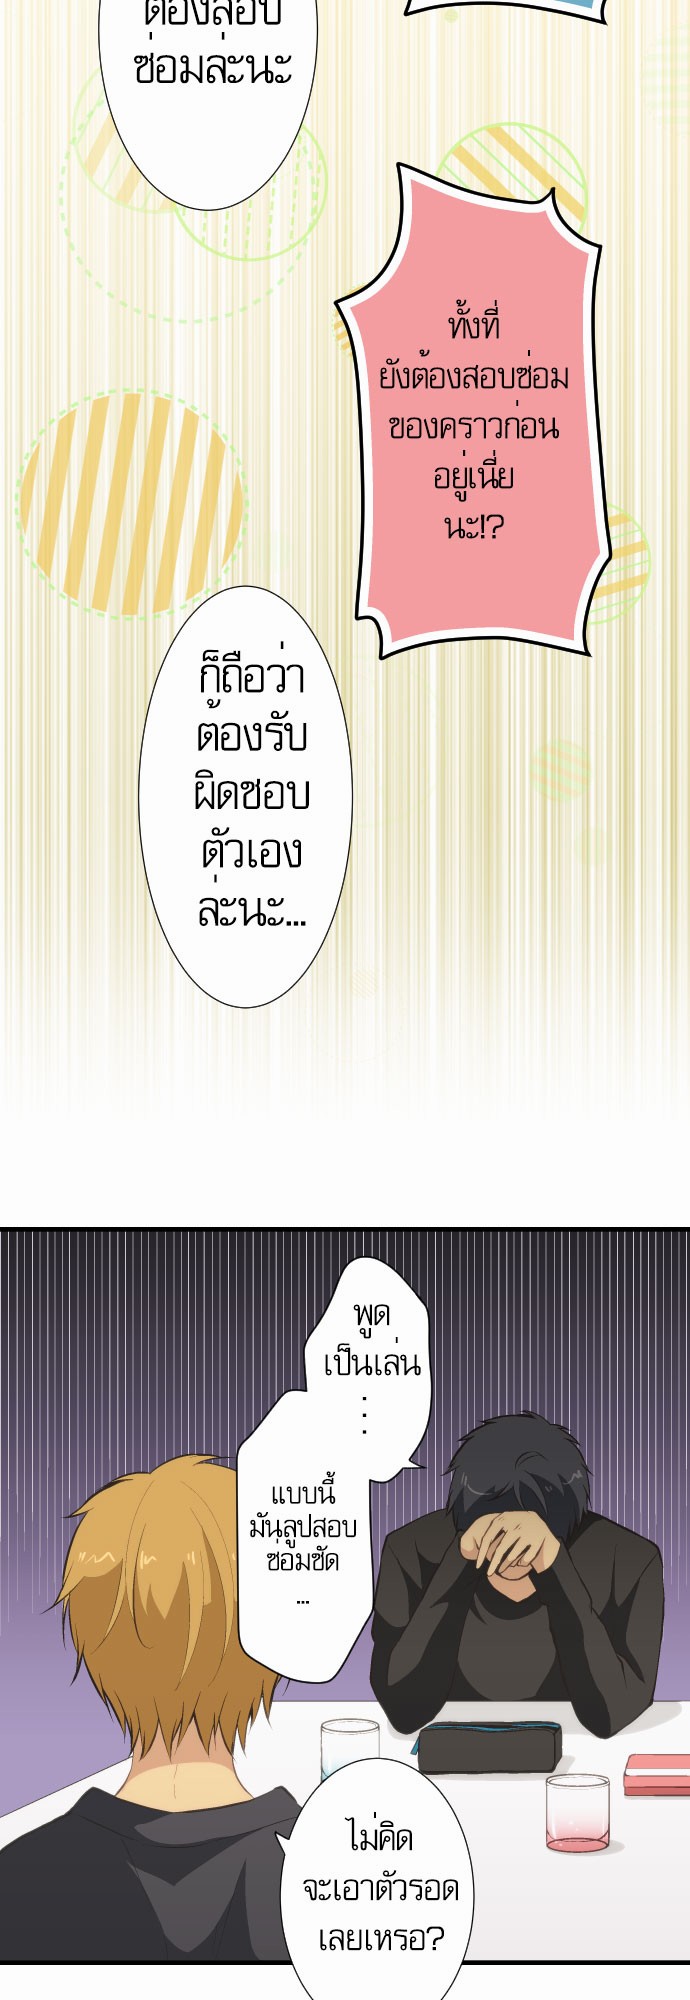 ต้องสอบ
ซ่อมล่ะนะ
ทั้งที่
ยังต้องสอบซ่อม
ของคราวก่อน
อยู่เนี่ย
นะ!?
ก็ถือว่า
ต้องรับ
ผิดชอบ
ตัวเอง
ล่ะนะ...
พูด
เป็นเล่น
...
แบบนี้
มันลูปสอบ
ซ่อมชัด
...
ไม่คิด
จะเอาตัวรอด
เลยเหรอ?